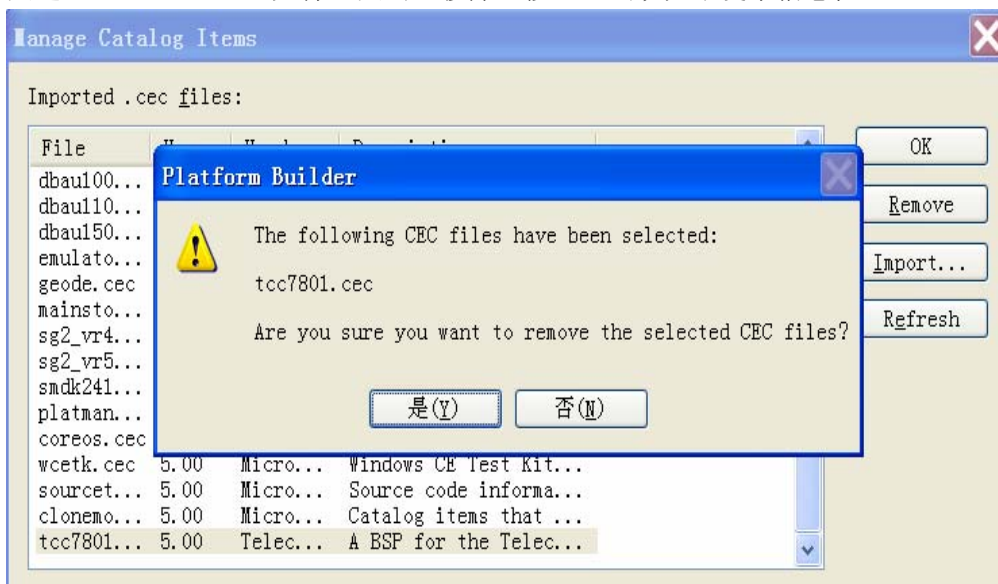 Manage Catalog Items
Imported .cec files:
File
dbau100...
dbau110...
dbau150...
emulato...
geode.cec
mainsto...
sg2_vr4...
sg2_vr5...
smdk241...
platman...
coreos.cec
wcetk.cec 5.00 Micro... Windows CE Test Kit...
sourcet... 5.00 Micro... Source code informa...
clonemo... 5.00 Micro... Catalog items that ...
tcc7801... 5.00 Telec... A BSP for the Telec...
Platform Builder
The following CEC files have been selected:
tcc7801.cec
Are you sure you want to remove the selected CEC files?
是(Y)
否(N)
OK
Remove
Import...
Refresh